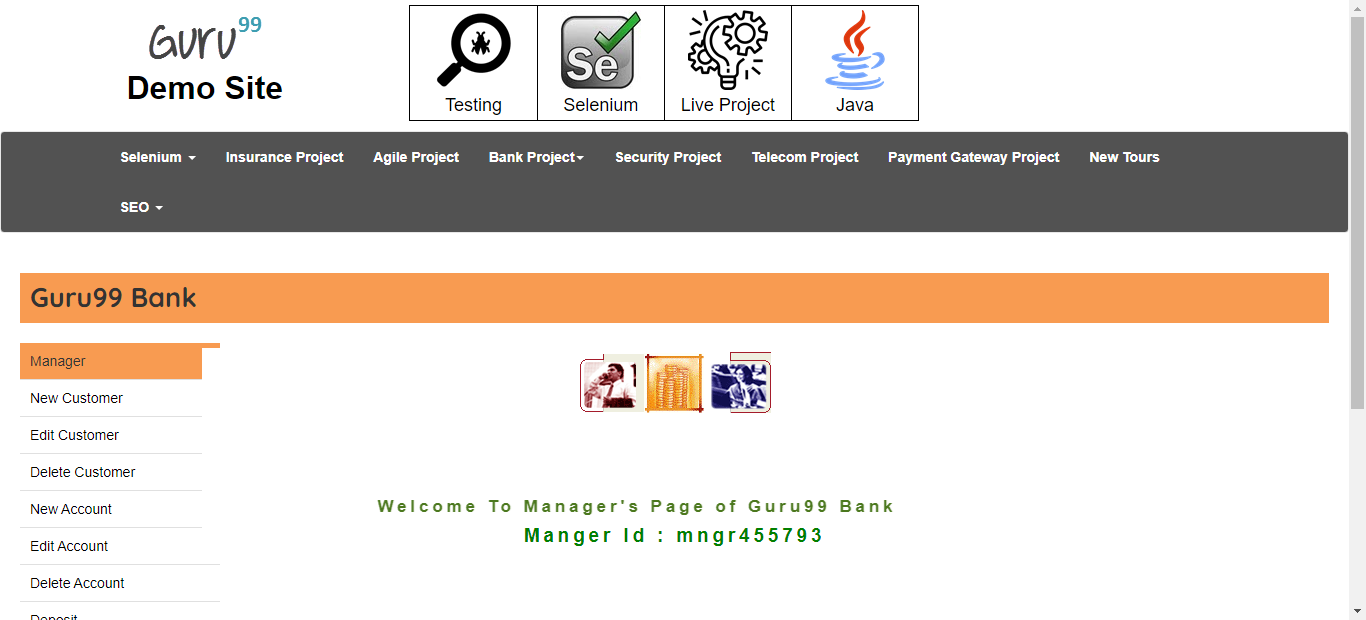 Guru99
Demo Site
Se
Testing
Selenium
Live Project
Java
Selenium
Insurance Project
Agile Project
Bank Project
Security Project
Telecom Project
Payment Gateway Project
New Tours
SEO
Guru99 Bank
Manager
New Customer
Edit Customer
Delete Customer
New Account
Edit Account
Delete Account
Deposit
Welcome To Manager's Page of Guru99 Bank
Manger Id : mngr455793